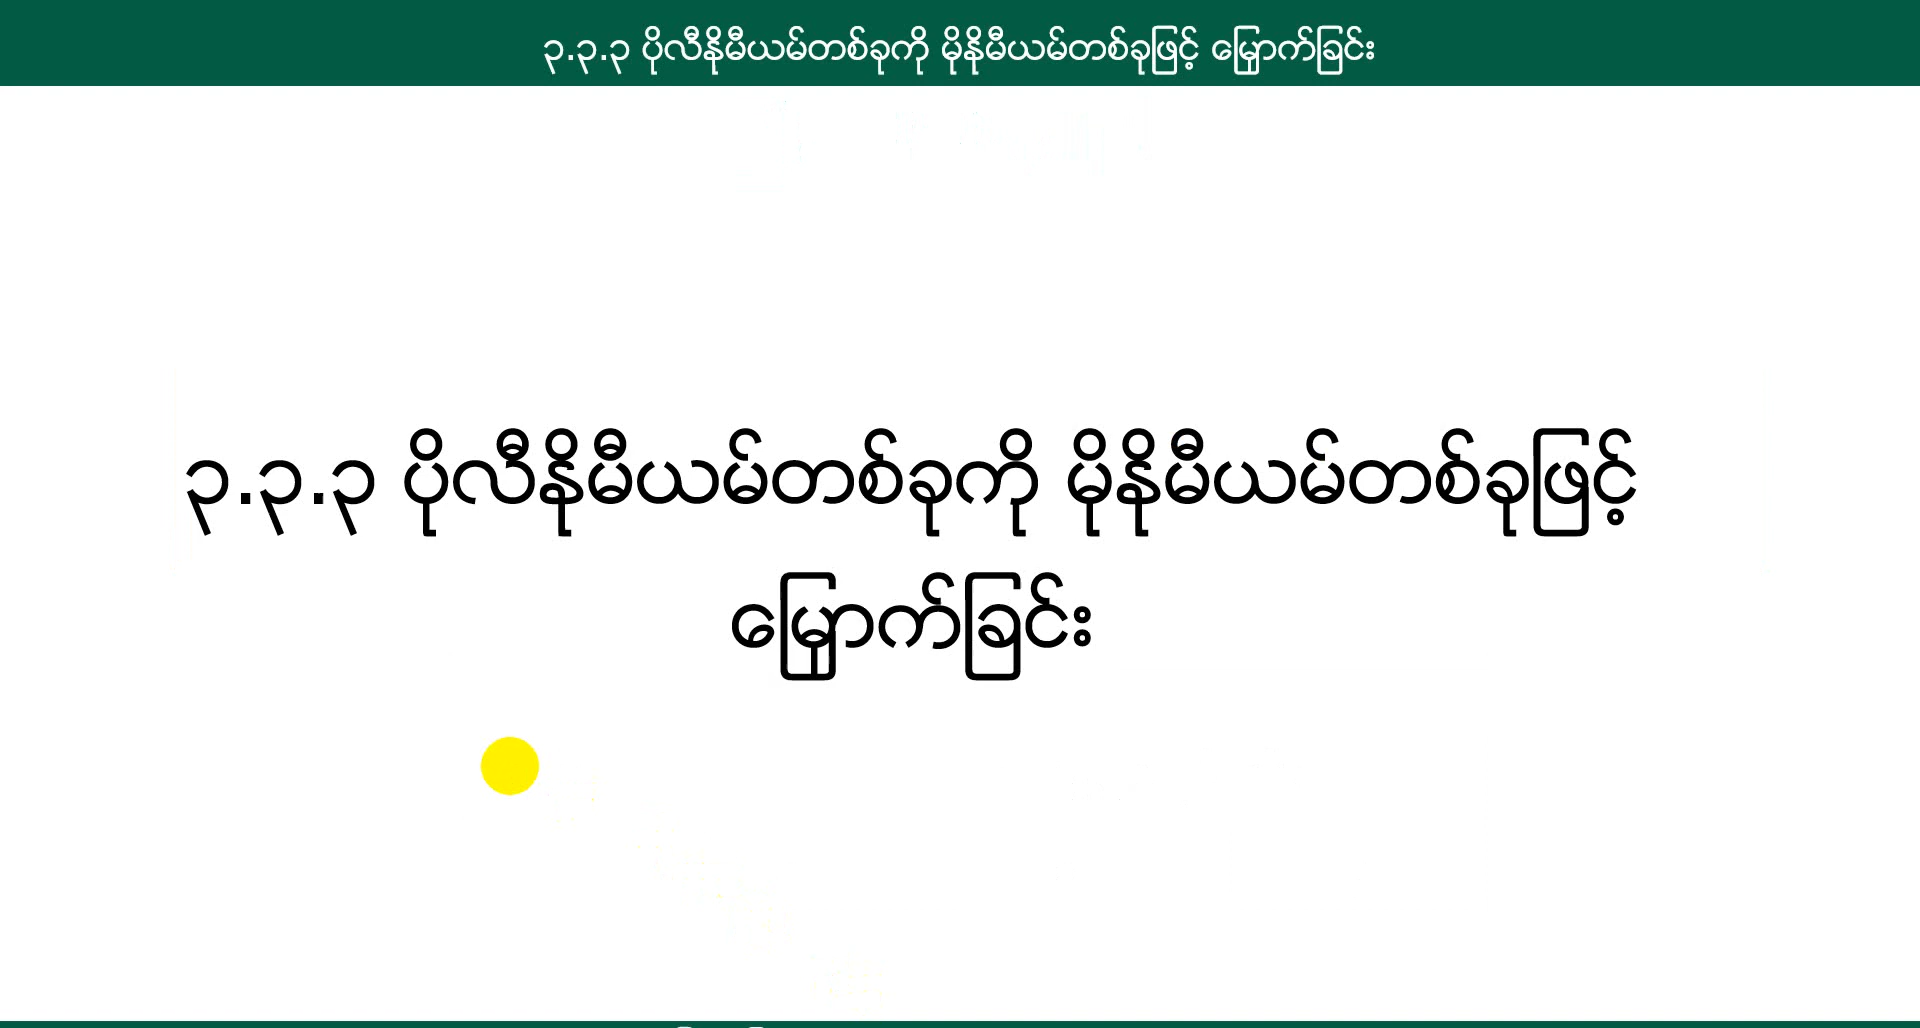 ၃.၃.၃ ပိုလီနိုမီယမ်တစ်ခုကို မိုနိုမီယမ်တစ်ခုဖြင့် မြှောက်ခြင်း
၃.၃.၃ ပိုလီနိုမီယမ်တစ်ခုကို မိုနိုမီယမ်တစ်ခုဖြင့်
မြှောက်ခြင်း